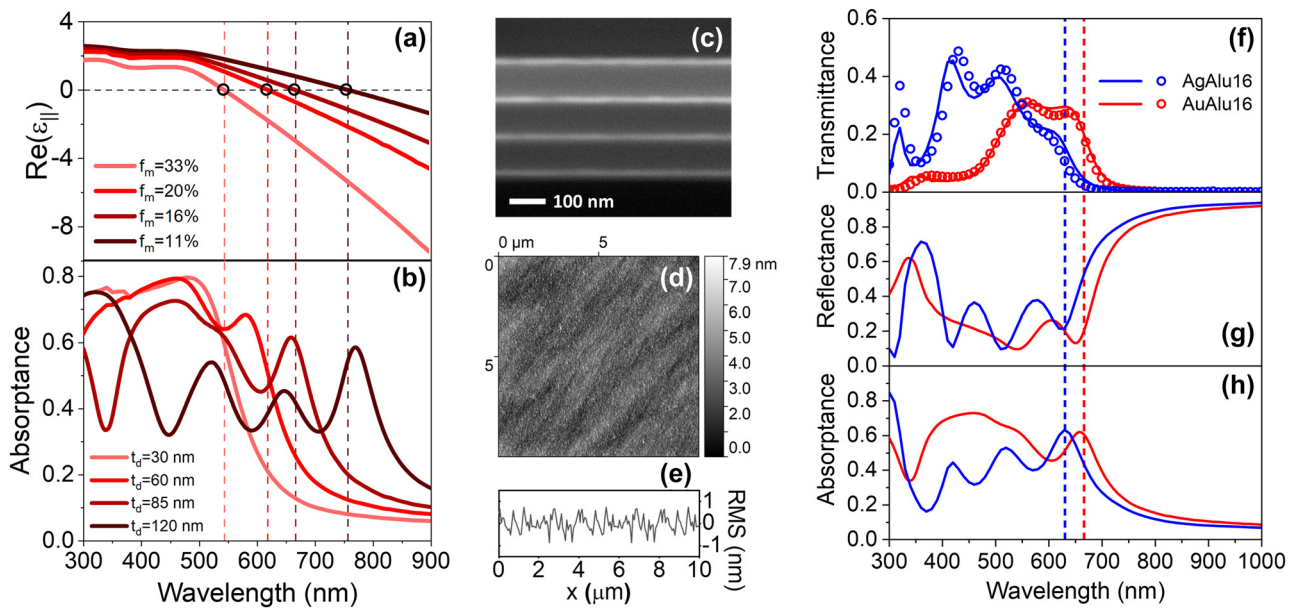 (a)
4
0
-4
-8
Re(ε||)
fm=33%
fm=20%
fm=16%
fm=11%
(b)
0.8
0.6
0.4
0.2
0.0
Absorptance
td=30 nm
td=60 nm
td=85 nm
td=120 nm
300 400 500 600 700 800 900
Wavelength (nm)
(c)
100 nm
0 µm 5
0
5
(d)
7.9 nm
7.0
6.0
5.0
4.0
3.0
2.0
0.0
(e)
1
0
-1
RMS (nm)
0 2 4 6 8 10
x (µm)
(f)
0.6
0.4
0.2
0.0
Transmittance
AgAlu16
AuAlu16
0.8
0.6
0.4
0.2
0.0
Reflectance
(g)
(h)
0.8
0.6
0.4
0.2
0.0
Absorptance
300 400 500 600 700 800 900 1000
Wavelength (nm)